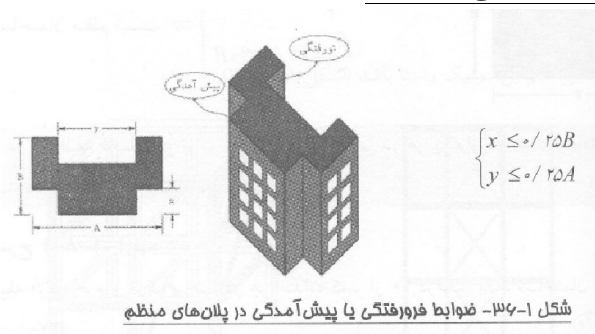 تورفتگی
پیش آمدگی
y
B
x
A
x ≤ ۰/۲۵B
y ≤ ۰/۲۵A
شکل ۱-۳۶- ضوابط فرورفتگی یا پیش‌آمدگی در پلان‌های منظم